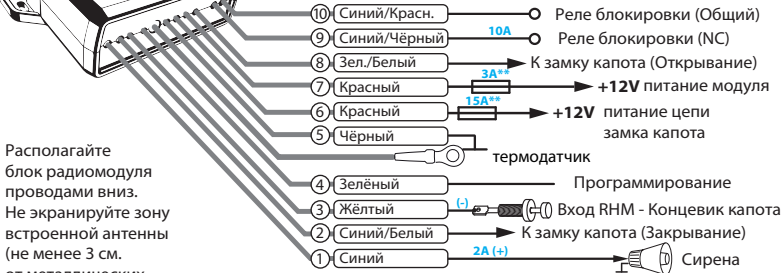 10 Синий/Красн. Реле блокировки (Общий)
9 Синий/Чёрный 10A Реле блокировки (NC)
8 Зел./Белый К замку капота (Открывание)
7 Красный 3A** +12V питание модуля
6 Красный 15A** +12V питание цепи
замка капота
5 Чёрный
термодатчик
4 Зелёный Программирование
3 Жёлтый (-) Вход RHM - Концевик капота
2 Синий/Белый К замку капота (Закрывание)
1 Синий 2A (+) Сирена
Располагайте
блок радиомодуля
проводами вниз.
Не экранируйте зону
встроенной антенны
(не менее 3 см.
от металлических